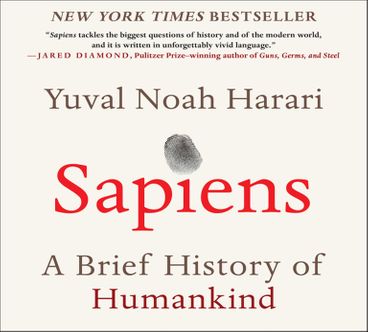 NEW YORK TIMES BESTSELLER
"Sapiens tackles the biggest questions of history and of the modern world,
and it is written in unforgettably vivid language."
—JARED DIAMOND, Pulitzer Prize–winning author of Guns, Germs, and Steel
Yuval Noah Harari
Sapiens
A Brief History of
Humankind